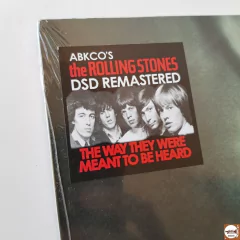 ABKCO'S
the ROLLING STONES
DSD REMASTERED
THE WAY THEY WERE
MEANT TO BE HEARD